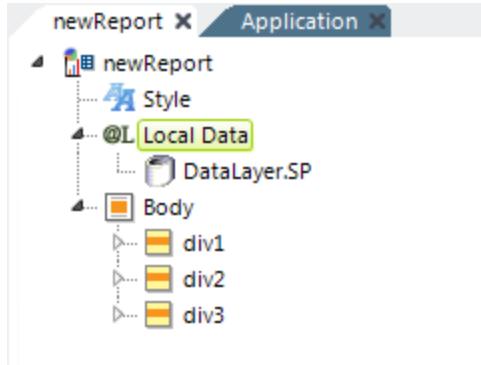 newReport Application
newReport
Style
@L Local Data
DataLayer.SP
Body
div1
div2
div3